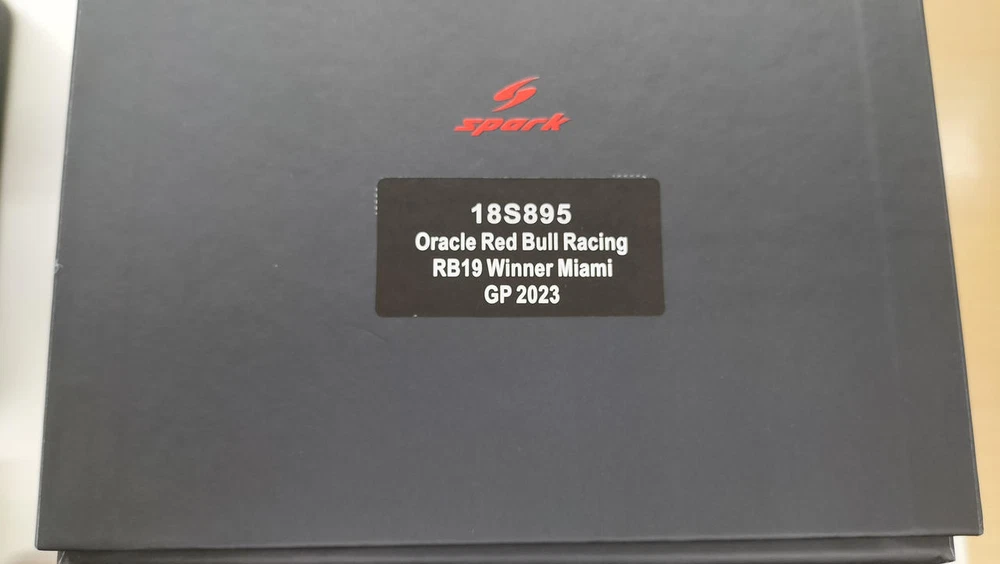 spark
18S895
Oracle Red Bull Racing
RB19 Winner Miami
GP 2023